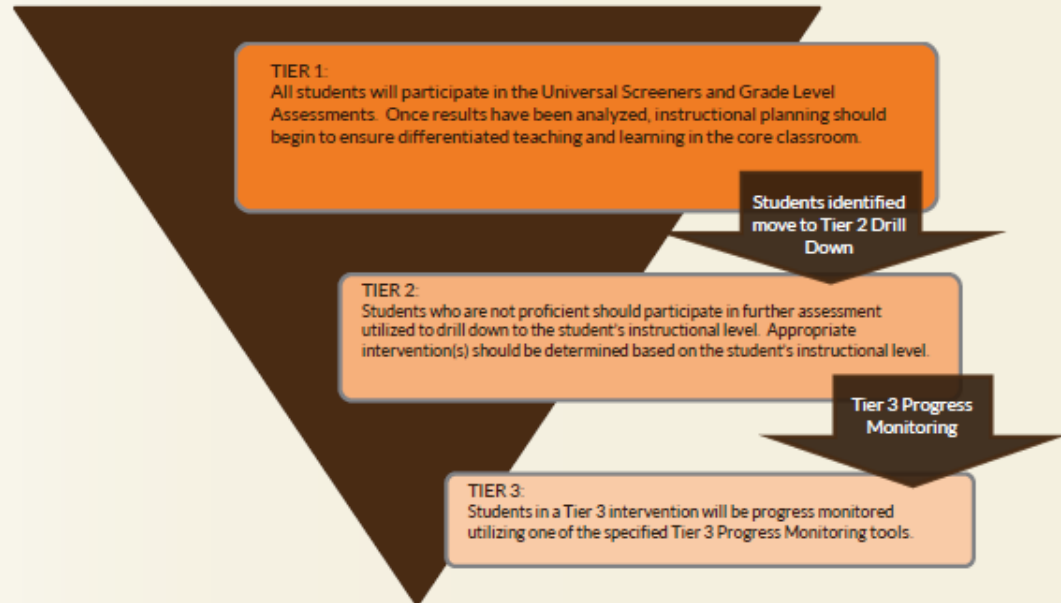 TIER 1:
All students will participate in the Universal Screeners and Grade Level
Assessments.  Once results have been analyzed, instructional planning should
begin to ensure differentiated teaching and learning in the core classroom.
Students identified
move to Tier 2 Drill
Down
TIER 2:
Students who are not proficient should participate in further assessment
utilized to drill down to the student's instructional level.  Appropriate
intervention(s) should be determined based on the student's instructional level.
Tier 3 Progress
Monitoring
TIER 3:
Students in a Tier 3 intervention will be progress monitored
utilizing one of the specified Tier 3 Progress Monitoring tools.